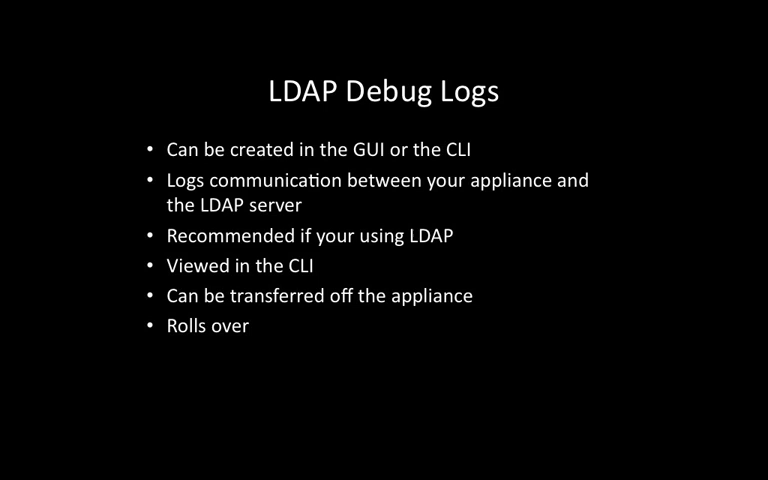 LDAP Debug Logs
• Can be created in the GUI or the CLI
• Logs communication between your appliance and
the LDAP server
• Recommended if your using LDAP
• Viewed in the CLI
• Can be transferred off the appliance
• Rolls over